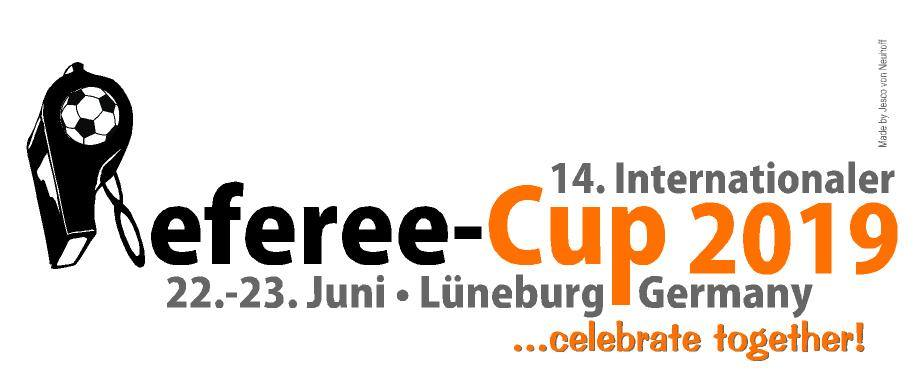 14. Internationaler
Referee-Cup 2019
22.-23. Juni • Lüneburg Germany
...celebrate together!
Made by Jesco von Neuhoff